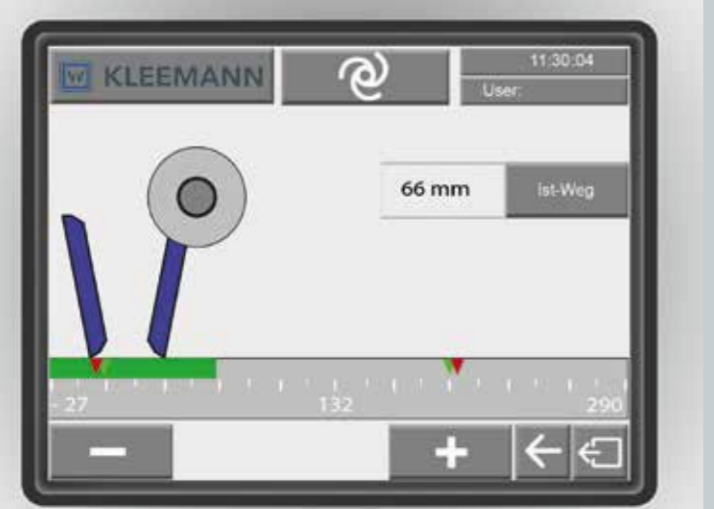 W KLEEMANN
11:30:04
User:
66 mm
Ist-Weg
- 27
132
290